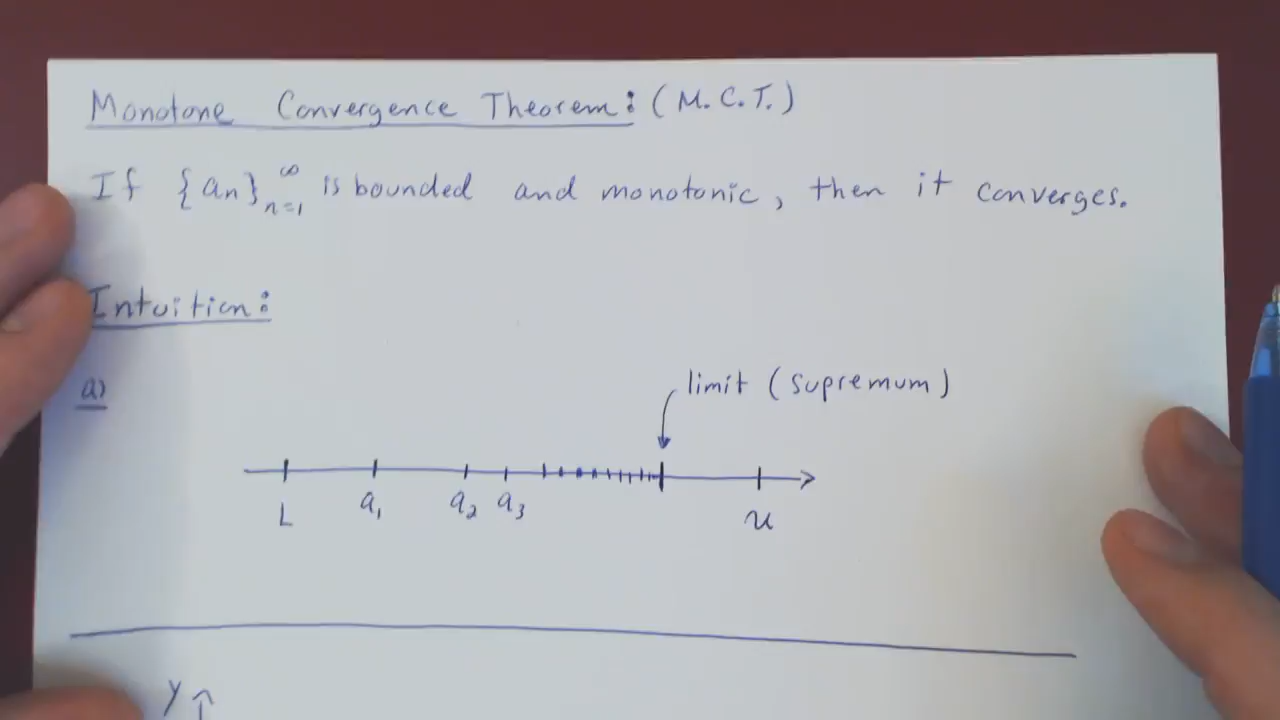 Monotone Convergence Theorem: (M.C.T.)
If {an}∞n=1 is bounded and monotonic, then it converges.
Intuition:
a)
limit (supremum)
L a1 a2 a3 u
y